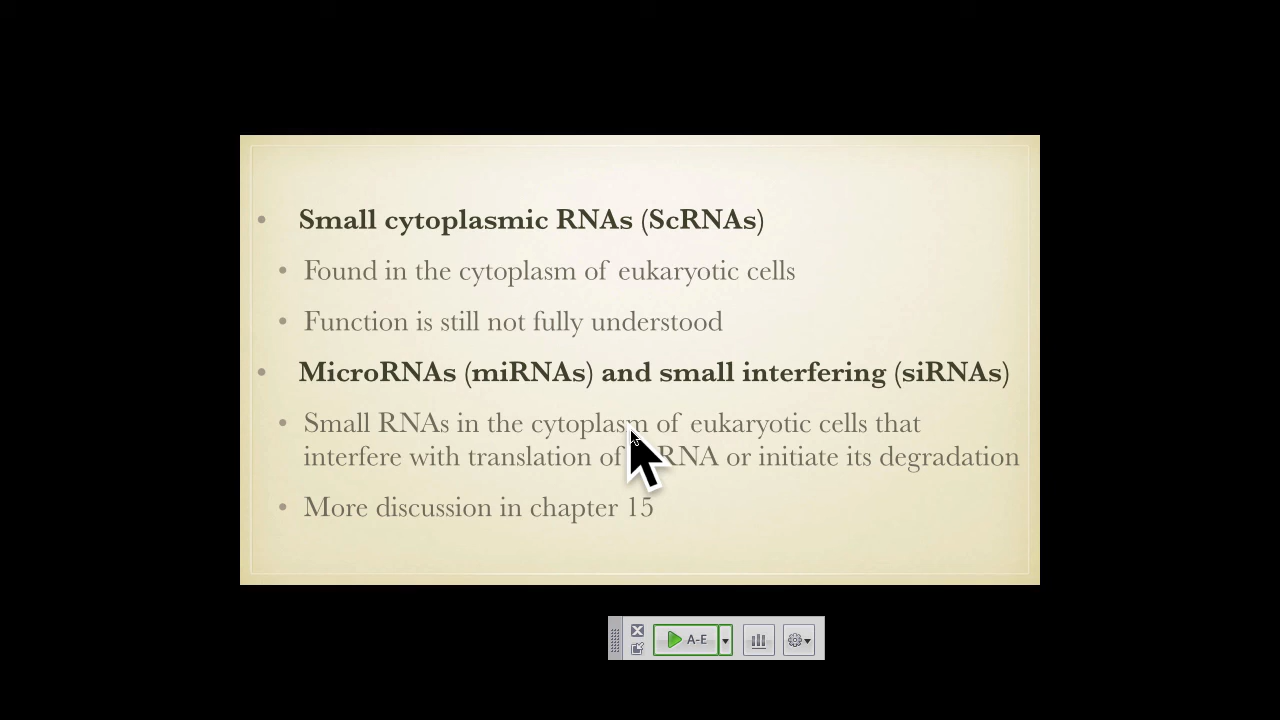 • Small cytoplasmic RNAs (ScRNAs)
• Found in the cytoplasm of eukaryotic cells
• Function is still not fully understood
• MicroRNAs (miRNAs) and small interfering (siRNAs)
• Small RNAs in the cytoplasm of eukaryotic cells that
interfere with translation of RNA or initiate its degradation
• More discussion in chapter 15
A-E